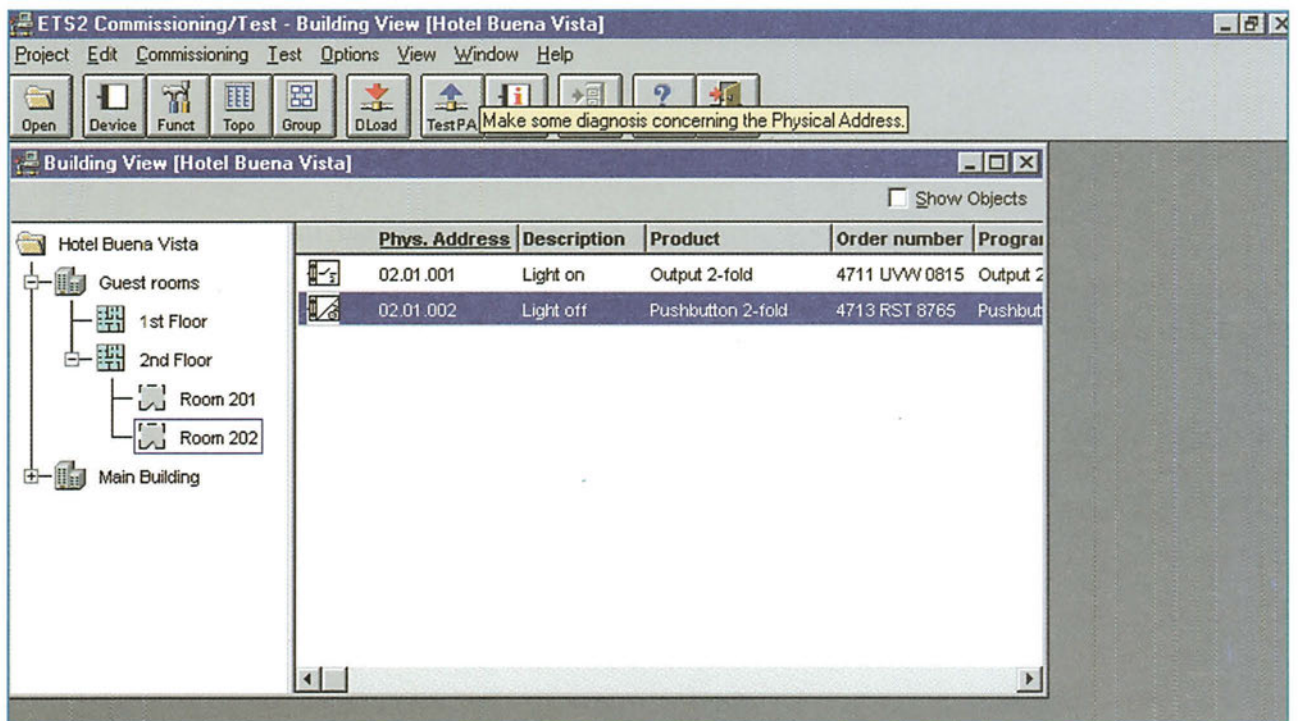 ETS2 Commissioning/Test - Building View [Hotel Buena Vista]
Project Edit Commissioning Test Options View Window Help
Open Device Funct Topo Group DLoad TestPA
Make some diagnosis concerning the Physical Address.
Building View [Hotel Buena Vista]
Show Objects
Hotel Buena Vista
Guest rooms
1st Floor
2nd Floor
Room 201
Room 202
Main Building
Phys. Address Description Product Order number Program
02.01.001 Light on Output 2-fold 4711 UVW 0815 Output 2
02.01.002 Light off Pushbutton 2-fold 4713 RST 8765 Pushbut